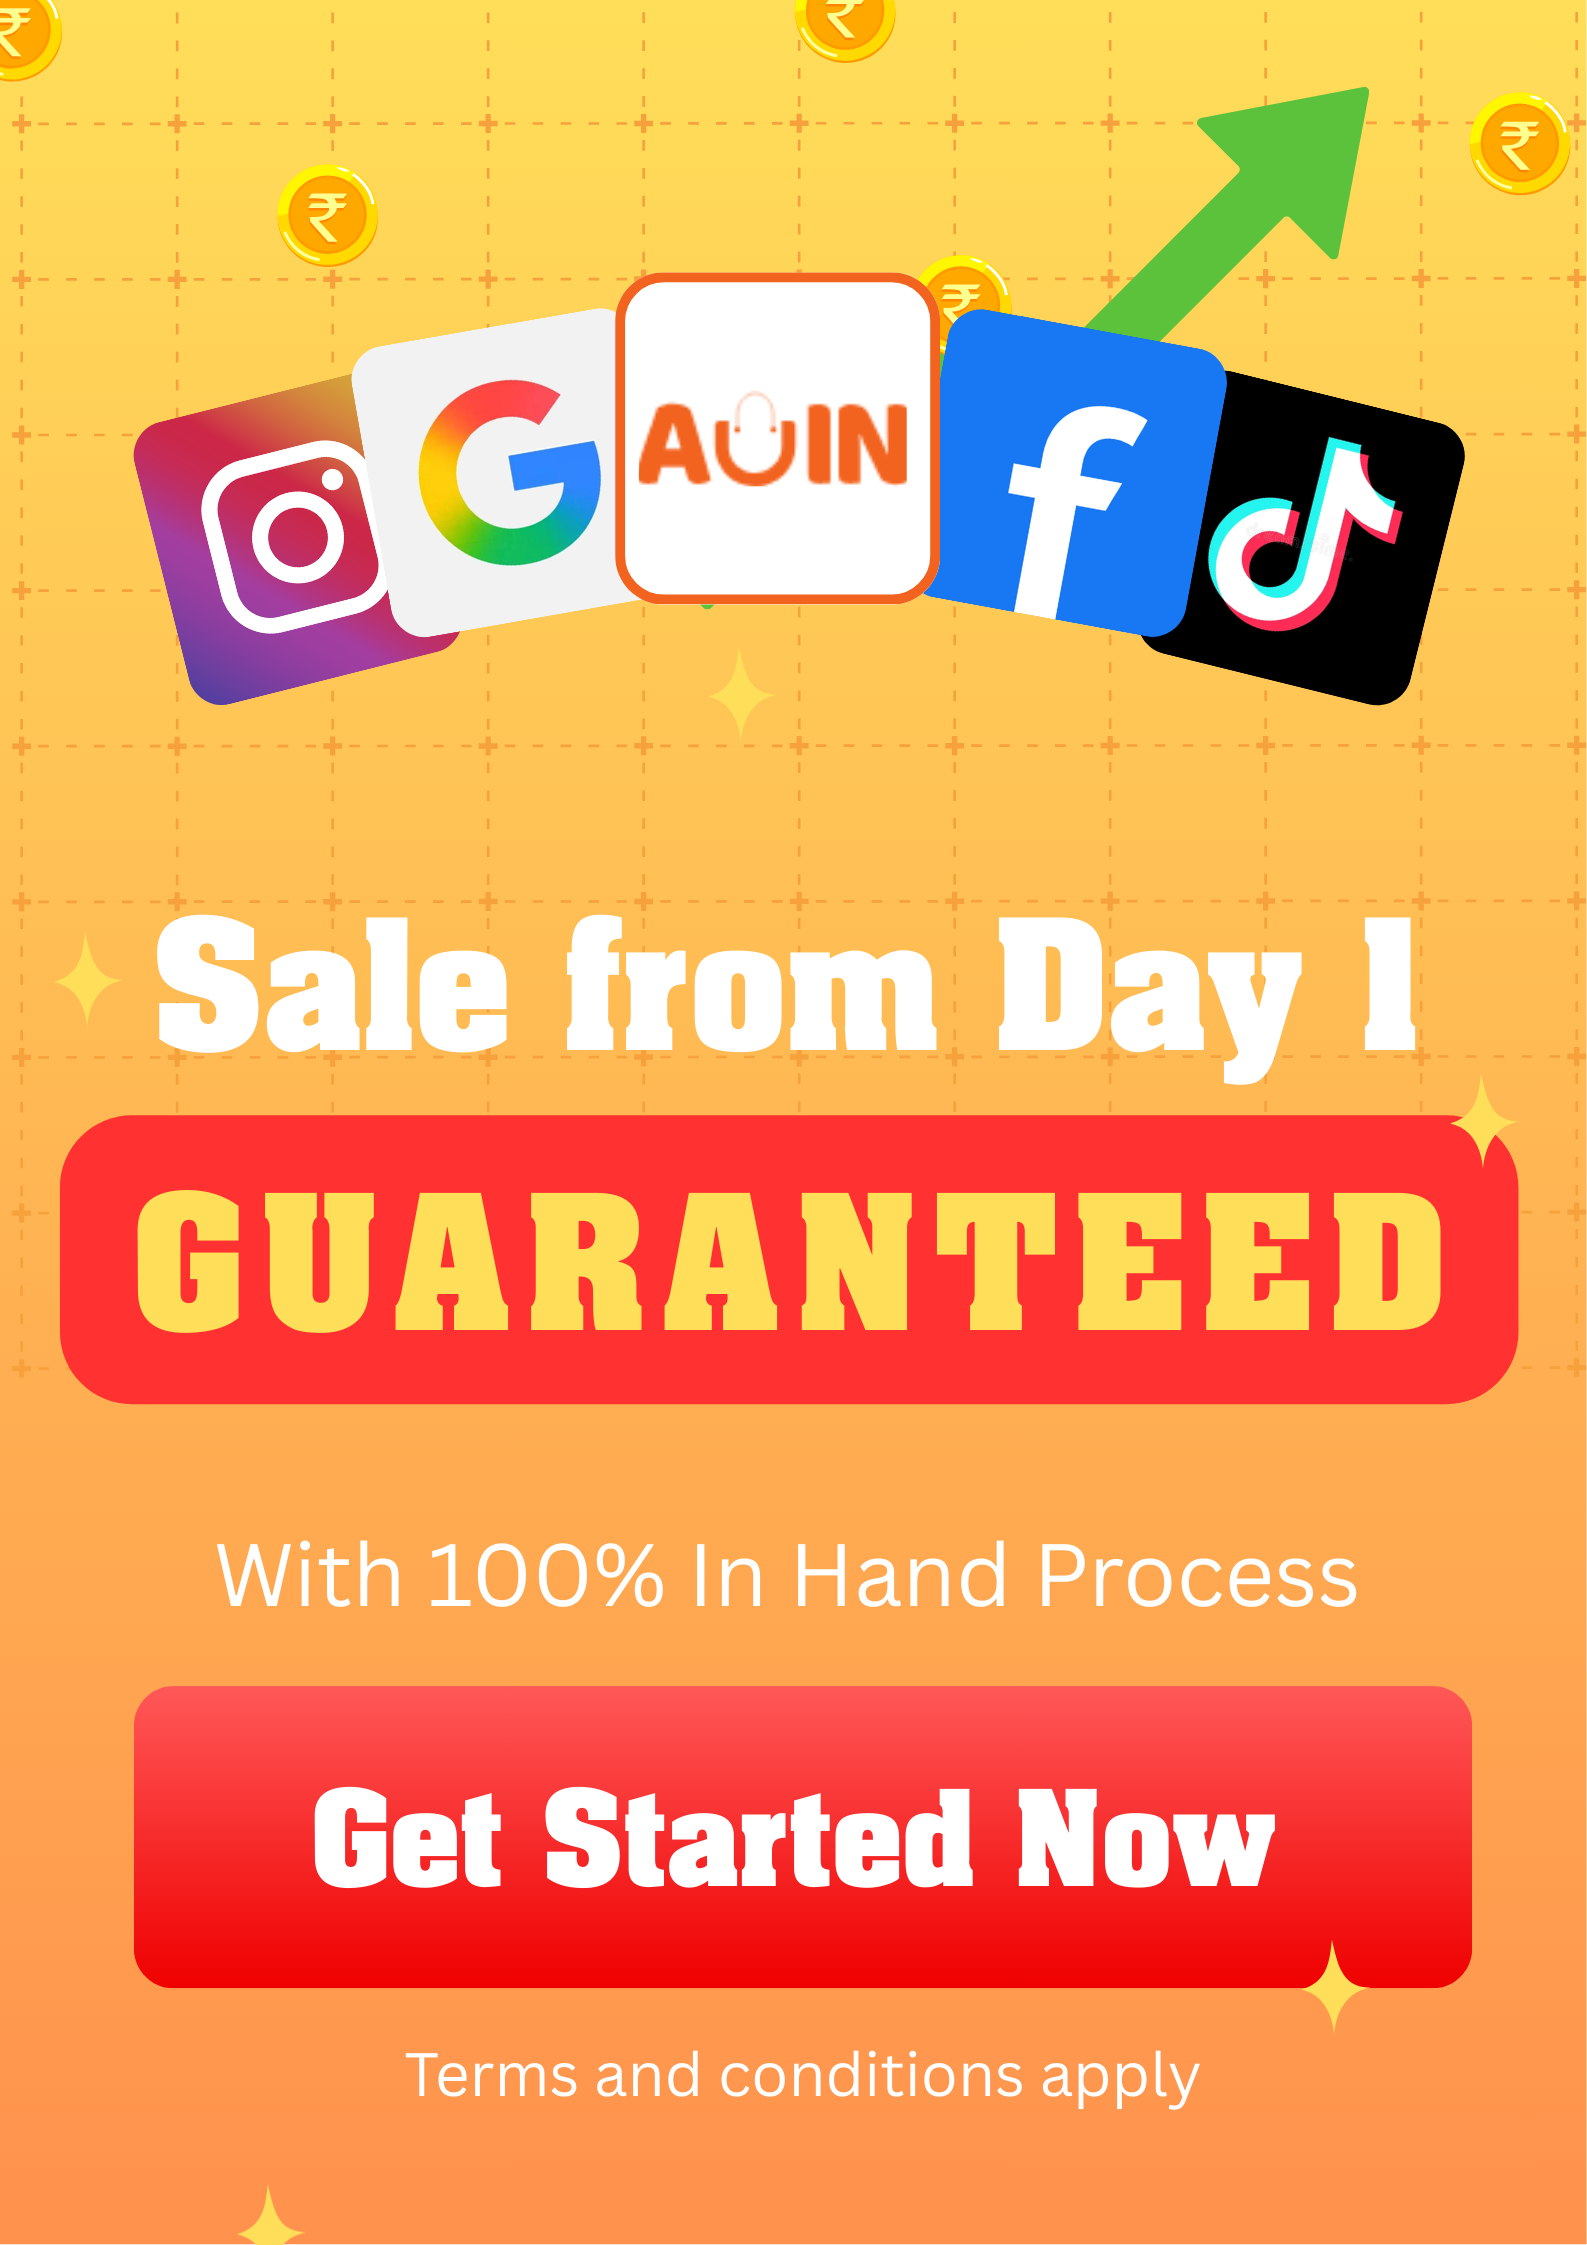 AUIN
Sale from Day 1
GUARANTEED
With 100% In Hand Process
Get Started Now
Terms and conditions apply